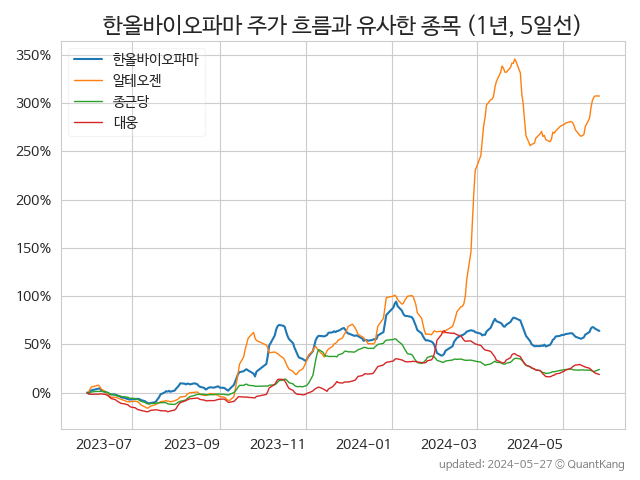 한올바이오파마 주가 흐름과 유사한 종목 (1년, 5일선)
한올바이오파마
알테오젠
종근당
대웅
350%
300%
250%
200%
150%
100%
50%
0%
2023-07
2023-09
2023-11
2024-01
2024-03
2024-05
updated: 2024-05-27 © QuantKang